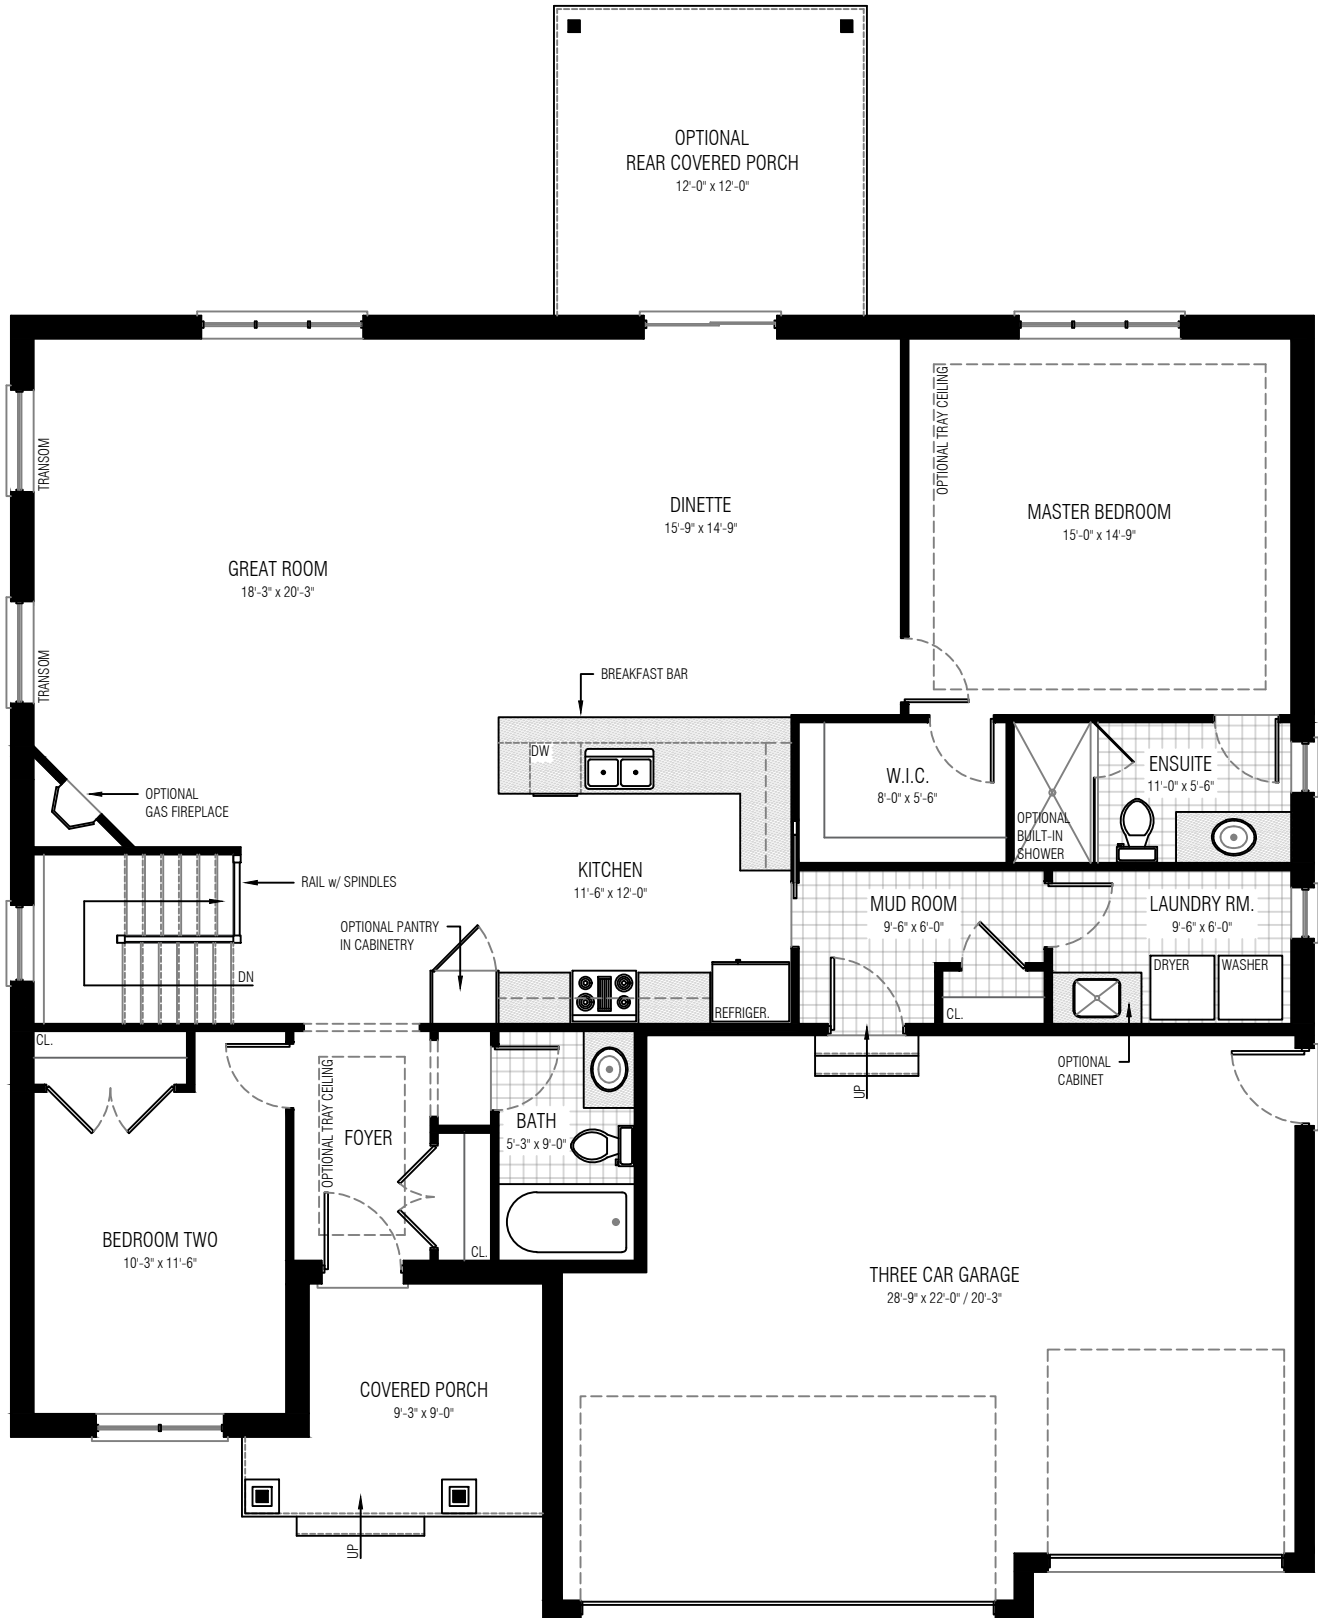 OPTIONAL
REAR COVERED PORCH
12'-0" x 12'-0"
TRANSOM
OPTIONAL TRAY CEILING
DINETTE
15'-9" x 14'-9"
MASTER BEDROOM
15'-0" x 14'-9"
GREAT ROOM
18'-3" x 20'-3"
TRANSOM
BREAKFAST BAR
DW
W.I.C.
8'-0" x 5'-6"
ENSUITE
11'-0" x 5'-6"
OPTIONAL
GAS FIREPLACE
OPTIONAL
BUILT-IN
SHOWER
RAIL w/ SPINDLES
KITCHEN
11'-6" x 12'-0"
OPTIONAL PANTRY
IN CABINETRY
MUD ROOM
9'-6" x 6'-0"
LAUNDRY RM.
9'-6" x 6'-0"
DN
DRYER
WASHER
REFRIGER.
CL.
CL.
OPTIONAL
CABINET
UP
OPTIONAL TRAY CEILING
FOYER
BATH
5'-3" x 9'-0"
BEDROOM TWO
10'-3" x 11'-6"
CL.
THREE CAR GARAGE
28'-9" x 22'-0" / 20'-3"
COVERED PORCH
9'-3" x 9'-0"
UP